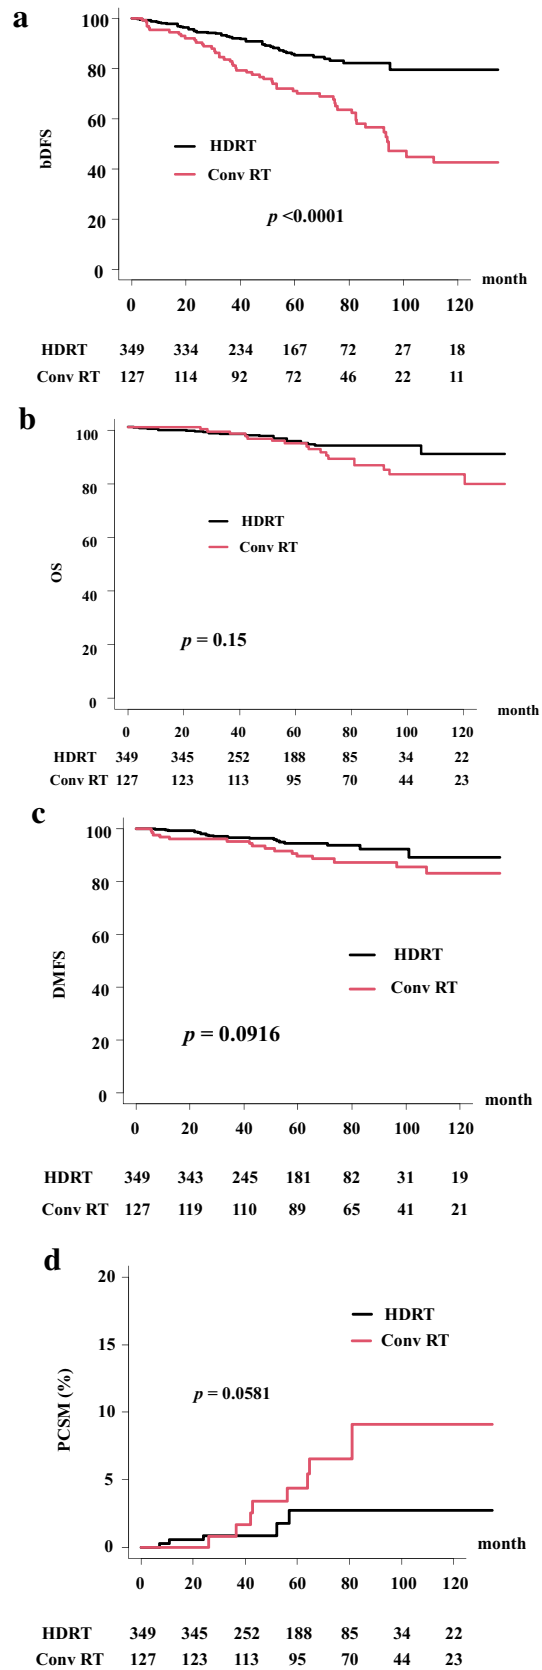 a
100
80
60
40
20
0
bDFS
HDRT
Conv RT
p <0.0001
month
0 20 40 60 80 100 120
HDRT 349 334 234 167 72 27 18
Conv RT 127 114 92 72 46 22 11
b
100
80
60
40
20
0
OS
HDRT
Conv RT
p = 0.15
month
0 20 40 60 80 100 120
HDRT 349 345 252 188 85 34 22
Conv RT 127 123 113 95 70 44 23
c
100
80
60
40
20
0
DMFS
HDRT
Conv RT
p = 0.0916
month
0 20 40 60 80 100 120
HDRT 349 343 245 181 82 31 19
Conv RT 127 119 110 89 65 41 21
d
20
15
10
5
0
PCSM (%)
HDRT
Conv RT
p = 0.0581
month
0 20 40 60 80 100 120
HDRT 349 345 252 188 85 34 22
Conv RT 127 123 113 95 70 44 23